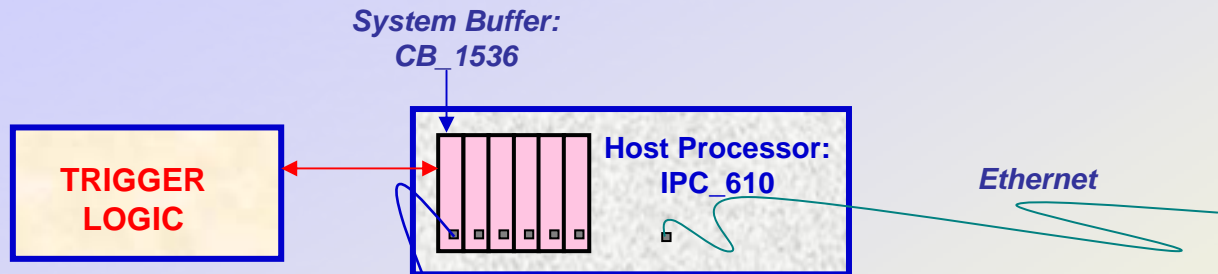 System Buffer:
CB_1536
TRIGGER
LOGIC
Host Processor:
IPC_610
Ethernet